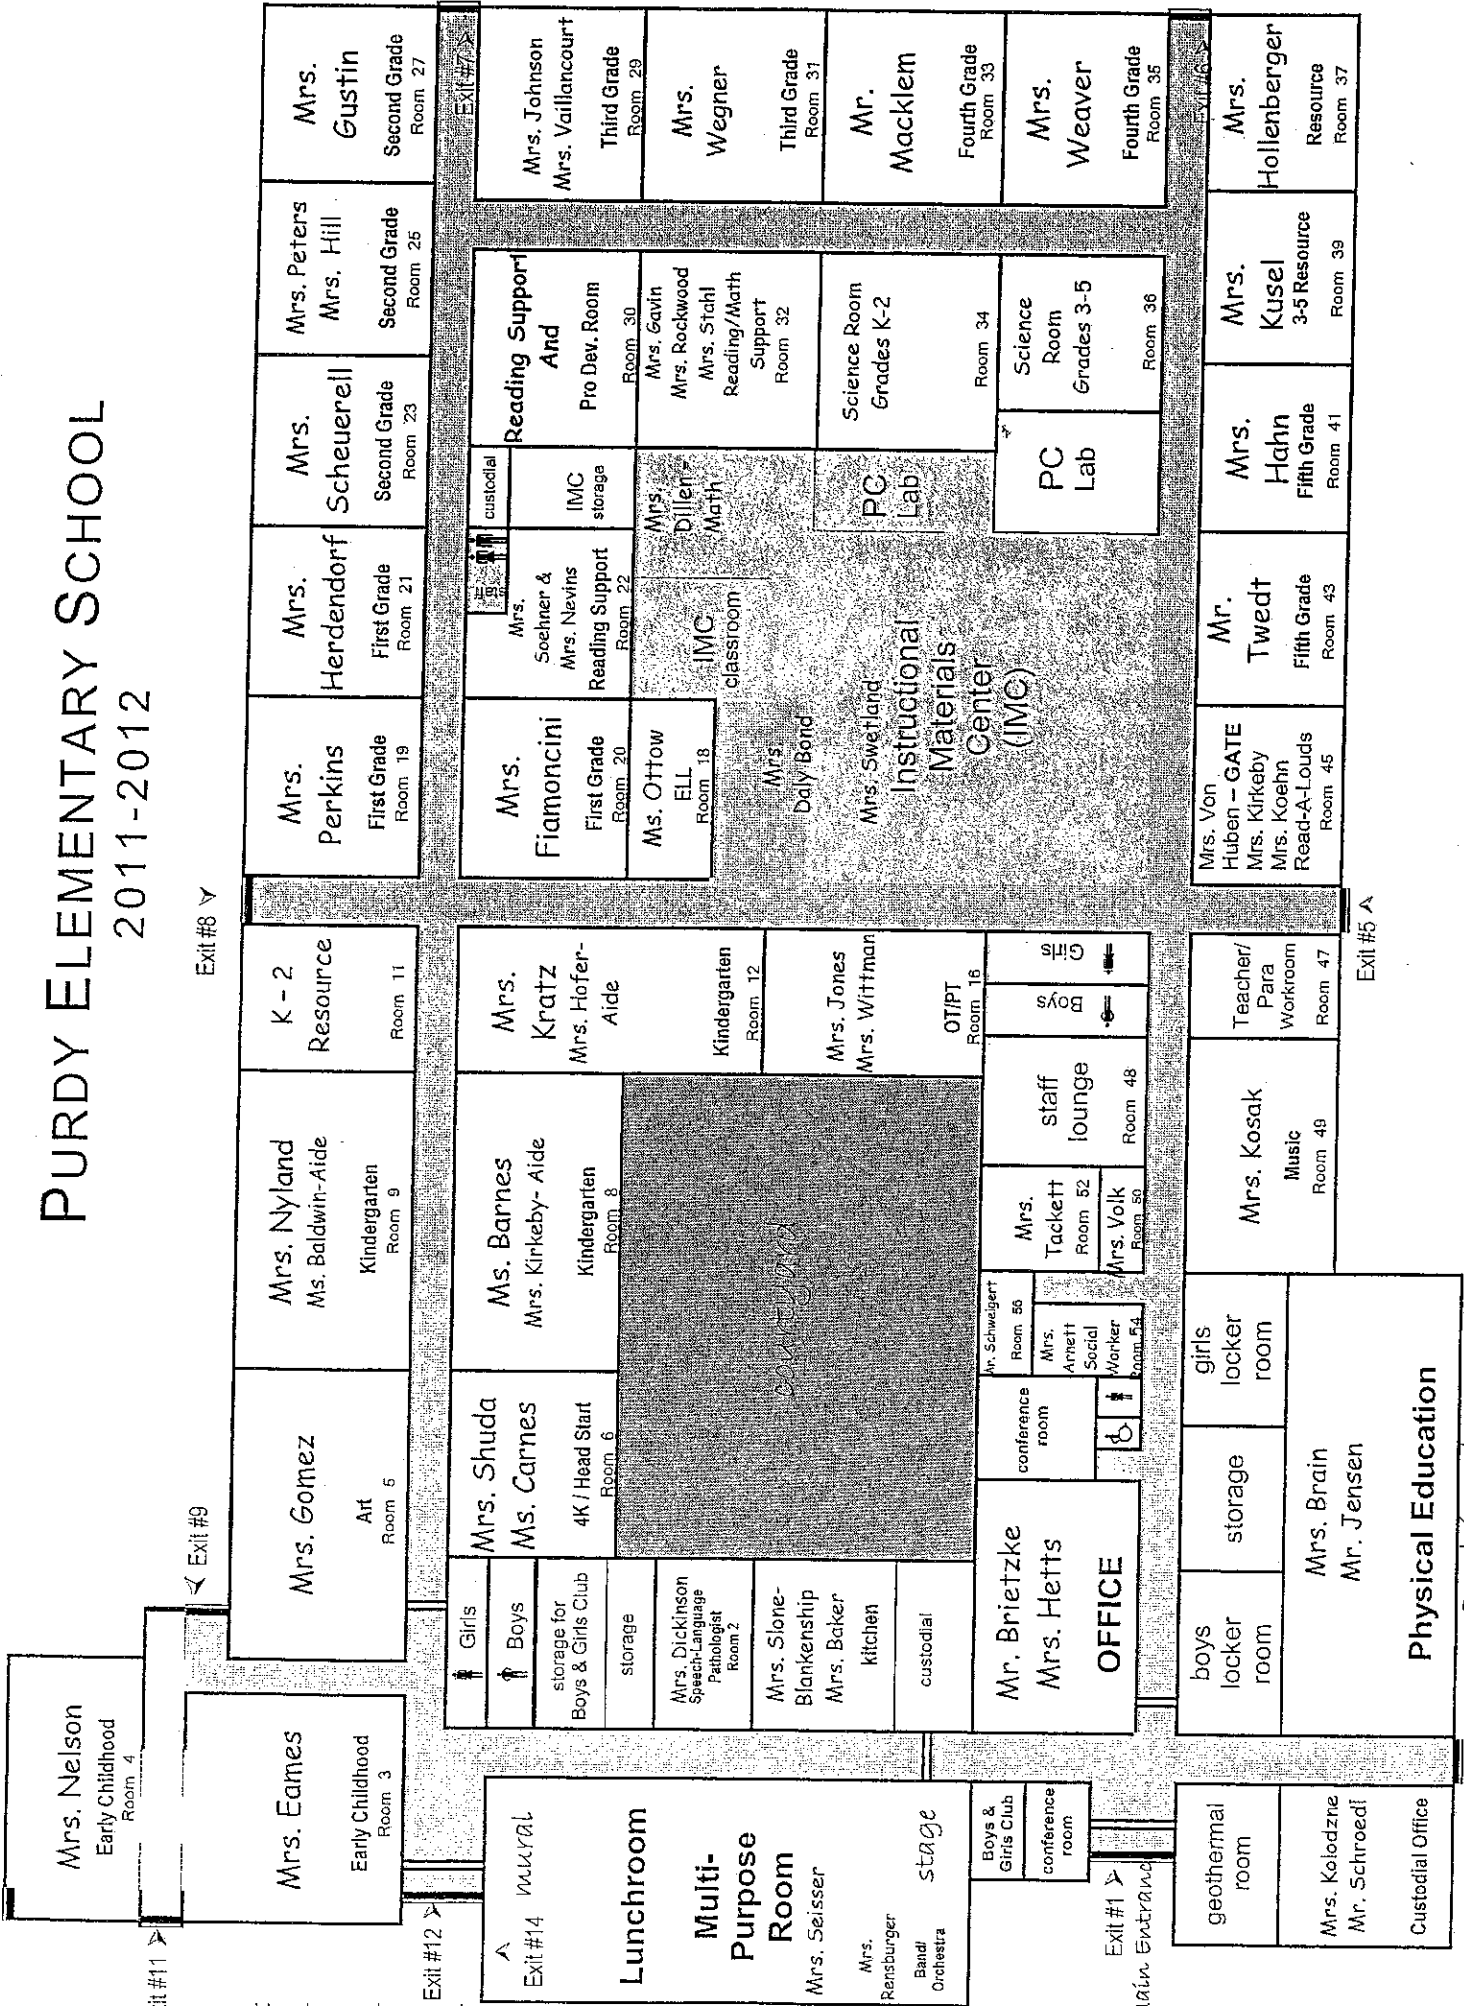 PURDY ELEMENTARY SCHOOL
2011-2012
Exit #8
Exit #9
Mrs. Nelson
Early Childhood
Room 4
Mrs. Eames
Early Childhood
Room 3
Mrs. Gomez
Art
Room 5
Mrs. Nyland
Ms. Baldwin-Aide
Kindergarten
Room 9
K - 2
Resource
Room 11
Mrs.
Perkins
First Grade
Room 19
Mrs.
Herdendorf
First Grade
Room 21
Mrs.
Scheuerell
Second Grade
Room 23
Mrs. Peters
Mrs. Hill
Second Grade
Room 25
Mrs.
Gustin
Second Grade
Room 27
Exit #7
Exit #12
Exit #14
mural
Lunchroom
Multi-
Purpose
Room
Mrs. Seisser
Mrs.
Rensburger
Band/
Orchestra
stage
Girls
Boys
storage for
Boys & Girls Club
storage
Mrs. Dickinson
Speech-Language
Pathologist
Room 2
Mrs. Slone-
Blankenship
Mrs. Baker
kitchen
custodial
Mrs. Shuda
Ms. Carnes
4K / Head Start
Room 6
Ms. Barnes
Mrs. Kirkeby- Aide
Kindergarten
Room 8
courtyard
Mrs.
Kratz
Mrs. Hofer-
Aide
Kindergarten
Room 12
Mrs. Jones
Mrs. Wittman
OT/PT
Room 16
Mrs.
Fiamoncini
First Grade
Room 20
Ms. Ottow
ELL
Room 18
Mrs.
Soehner &
Mrs. Nevins
Reading Support
Room 22
custodial
IMC
storage
IMC
classroom
Mrs.
Dillen -
Math
PC
Lab
Mrs.
Daly Bond
Mrs. Swetland
Instructional
Materials
Center
(IMC)
PC
Lab
Reading Support
And
Pro Dev. Room
Room 30
Mrs. Gavin
Mrs. Rockwood
Mrs. Stahl
Reading/Math
Support
Room 32
Science Room
Grades K-2
Room 34
Science
Room
Grades 3-5
Room 36
Mrs. Johnson
Mrs. Vaillancourt
Third Grade
Room 29
Mrs.
Wegner
Third Grade
Room 31
Mr.
Macklem
Fourth Grade
Room 33
Mrs.
Weaver
Fourth Grade
Room 35
Boys &
Girls Club
conference
room
Mr. Brietzke
Mrs. Hetts
OFFICE
conference
room
Mr. Schweigert
Room 56
Mrs.
Arnett
Social
Worker
Room 54
Mrs.
Tackett
Room 52
Mrs. Volk
Room 50
staff
lounge
Room 48
Boys
Girls
Exit #1
Exit #6
geothermal
room
Mrs. Kolodzne
Mr. Schroedl
Custodial Office
boys
locker
room
storage
girls
locker
room
Mrs. Brain
Mr. Jensen
Physical Education
Mrs. Kosak
Music
Room 49
Teacher/
Para
Workroom
Room 47
Exit #5
Mrs. Von
Huben – GATE
Mrs. Kirkeby
Mrs. Koehn
Read-A-Louds
Room 45
Mr.
Twedt
Fifth Grade
Room 43
Mrs.
Hahn
Fifth Grade
Room 41
Mrs.
Kusel
3-5 Resource
Room 39
Mrs.
Hollenberger
Resource
Room 37